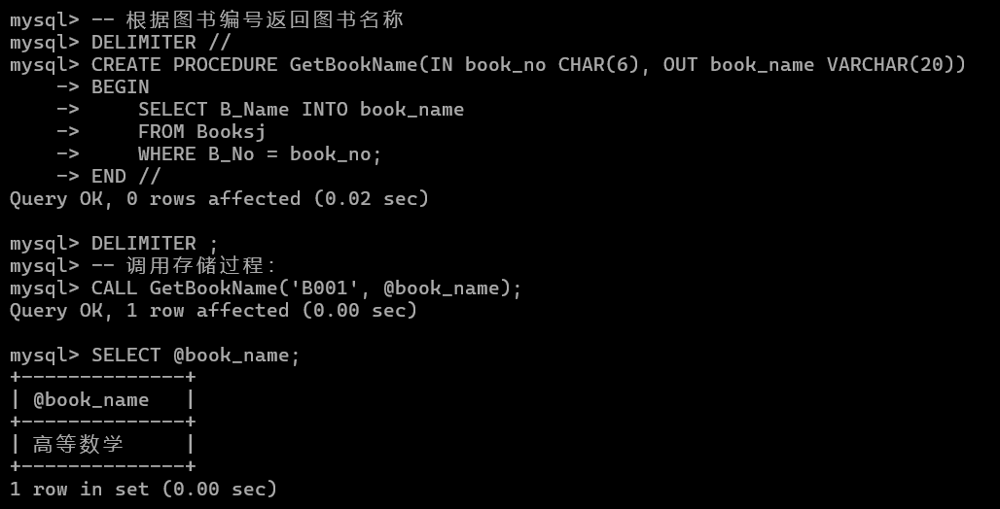 mysql> -- 根据图书编号返回图书名称
mysql> DELIMITER //
mysql> CREATE PROCEDURE GetBookName(IN book_no CHAR(6), OUT book_name VARCHAR(20))
    -> BEGIN
    ->     SELECT B_Name INTO book_name
    ->     FROM Booksj
    ->     WHERE B_No = book_no;
    -> END //
Query OK, 0 rows affected (0.02 sec)

mysql> DELIMITER ;
mysql> -- 调用存储过程：
mysql> CALL GetBookName('B001', @book_name);
Query OK, 1 row affected (0.00 sec)

mysql> SELECT @book_name;
+--------------+
| @book_name   |
+--------------+
| 高等数学     |
+--------------+
1 row in set (0.00 sec)